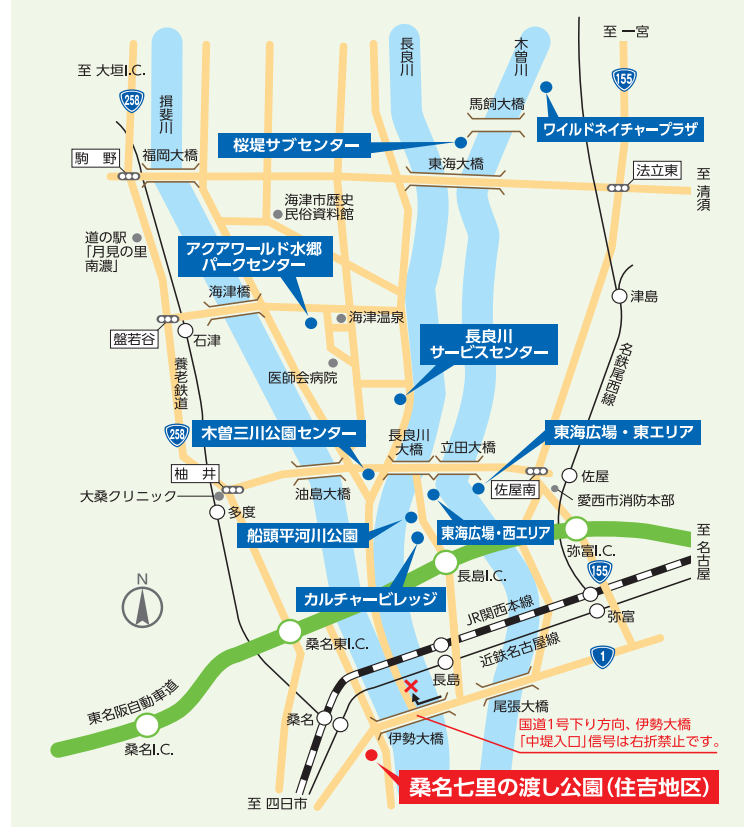 至 一宮
155
至 大垣I.C.
258
揖斐川
長良川
木曽川
馬飼大橋
ワイルドネイチャープラザ
桜堤サブセンター
駒 野
福岡大橋
東海大橋
法立東
至 清須
海津市歴史
民俗資料館
道の駅
「月見の里
南濃」
アクアワールド水郷
パークセンター
海津橋
津島
海津温泉
盤若谷
石津
長良川
サービスセンター
医師会病院
養老鉄道
名鉄尾西線
258
木曽三川公園センター
長良川
大橋
立田大橋
東海広場・東エリア
袖 井
油島大橋
佐屋南
佐屋
大桑クリニック
多度
愛西市消防本部
船頭平河川公園
東海広場・西エリア
至 名古屋
弥富I.C.
長島I.C.
155
カルチャービレッジ
N
JR関西本線
弥富
桑名東I.C.
近鉄名古屋線
1
長島
東名阪自動車道
桑名
尾張大橋
伊勢大橋
国道1号下り方向、伊勢大橋
「中堤入口」信号は右折禁止です。
桑名I.C.
桑名七里の渡し公園(住吉地区)
至 四日市